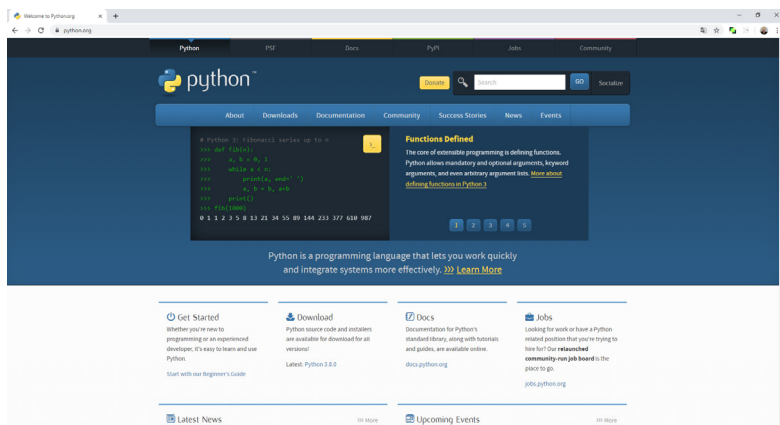 Welcome to Python.org
python.org
Python PSF Docs PyPI Jobs Community
python™
Donate Search GO Socialize
About Downloads Documentation Community Success Stories News Events
# Python 3: Fibonacci series up to n
>>> def fib(n):
>>> a, b = 0, 1
>>> while a < n:
>>> print(a, end=' ')
>>> a, b = b, a+b
>>> print()
>>> fib(1000)
0 1 1 2 3 5 8 13 21 34 55 89 144 233 377 610 987
>_
Functions Defined
The core of extensible programming is defining functions.
Python allows mandatory and optional arguments, keyword
arguments, and even arbitrary argument lists. More about
defining functions in Python 3
1 2 3 4 5
Python is a programming language that lets you work quickly
and integrate systems more effectively. >>> Learn More
Get Started
Whether you're new to
programming or an experienced
developer, it's easy to learn and use
Python.
Start with our Beginner's Guide
Download
Python source code and installers
are available for download for all
versions!
Latest: Python 3.8.0
Docs
Documentation for Python's
standard library, along with tutorials
and guides, are available online.
docs.python.org
Jobs
Looking for work or have a Python
related position that you're trying to
hire for? Our relaunched
community-run job board is the
place to go.
jobs.python.org
Latest News >>> More
Upcoming Events >>> More